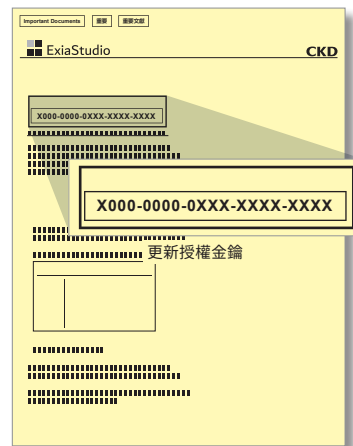 Important Documents 重要 重要文獻
ExiaStudio CKD
X000-0000-0XXX-XXXX-XXXX
X000-0000-0XXX-XXXX-XXXX
更新授權金鑰